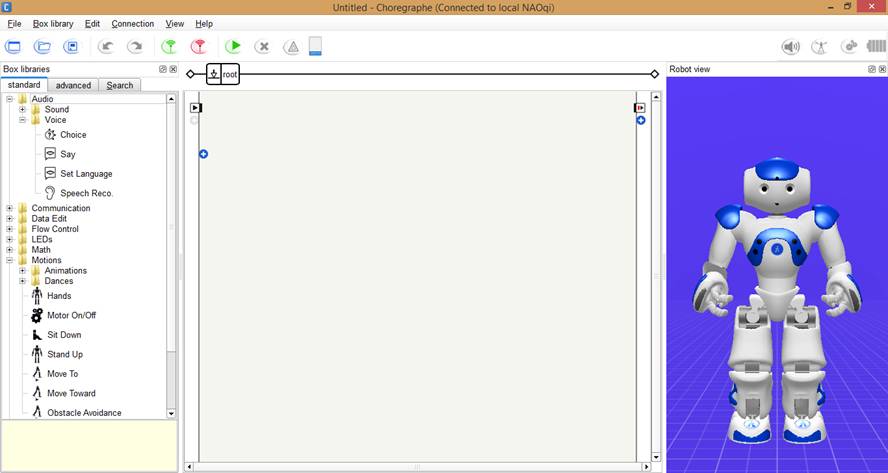 Untitled - Choregraphe (Connected to local NAOqi)
File Box library Edit Connection View Help
Box libraries
standard advanced Search
Audio
Sound
Voice
Choice
Say
Set Language
Speech Reco.
Communication
Data Edit
Flow Control
LEDs
Math
Motions
Animations
Dances
Hands
Motor On/Off
Sit Down
Stand Up
Move To
Move Toward
Obstacle Avoidance
root
Robot view